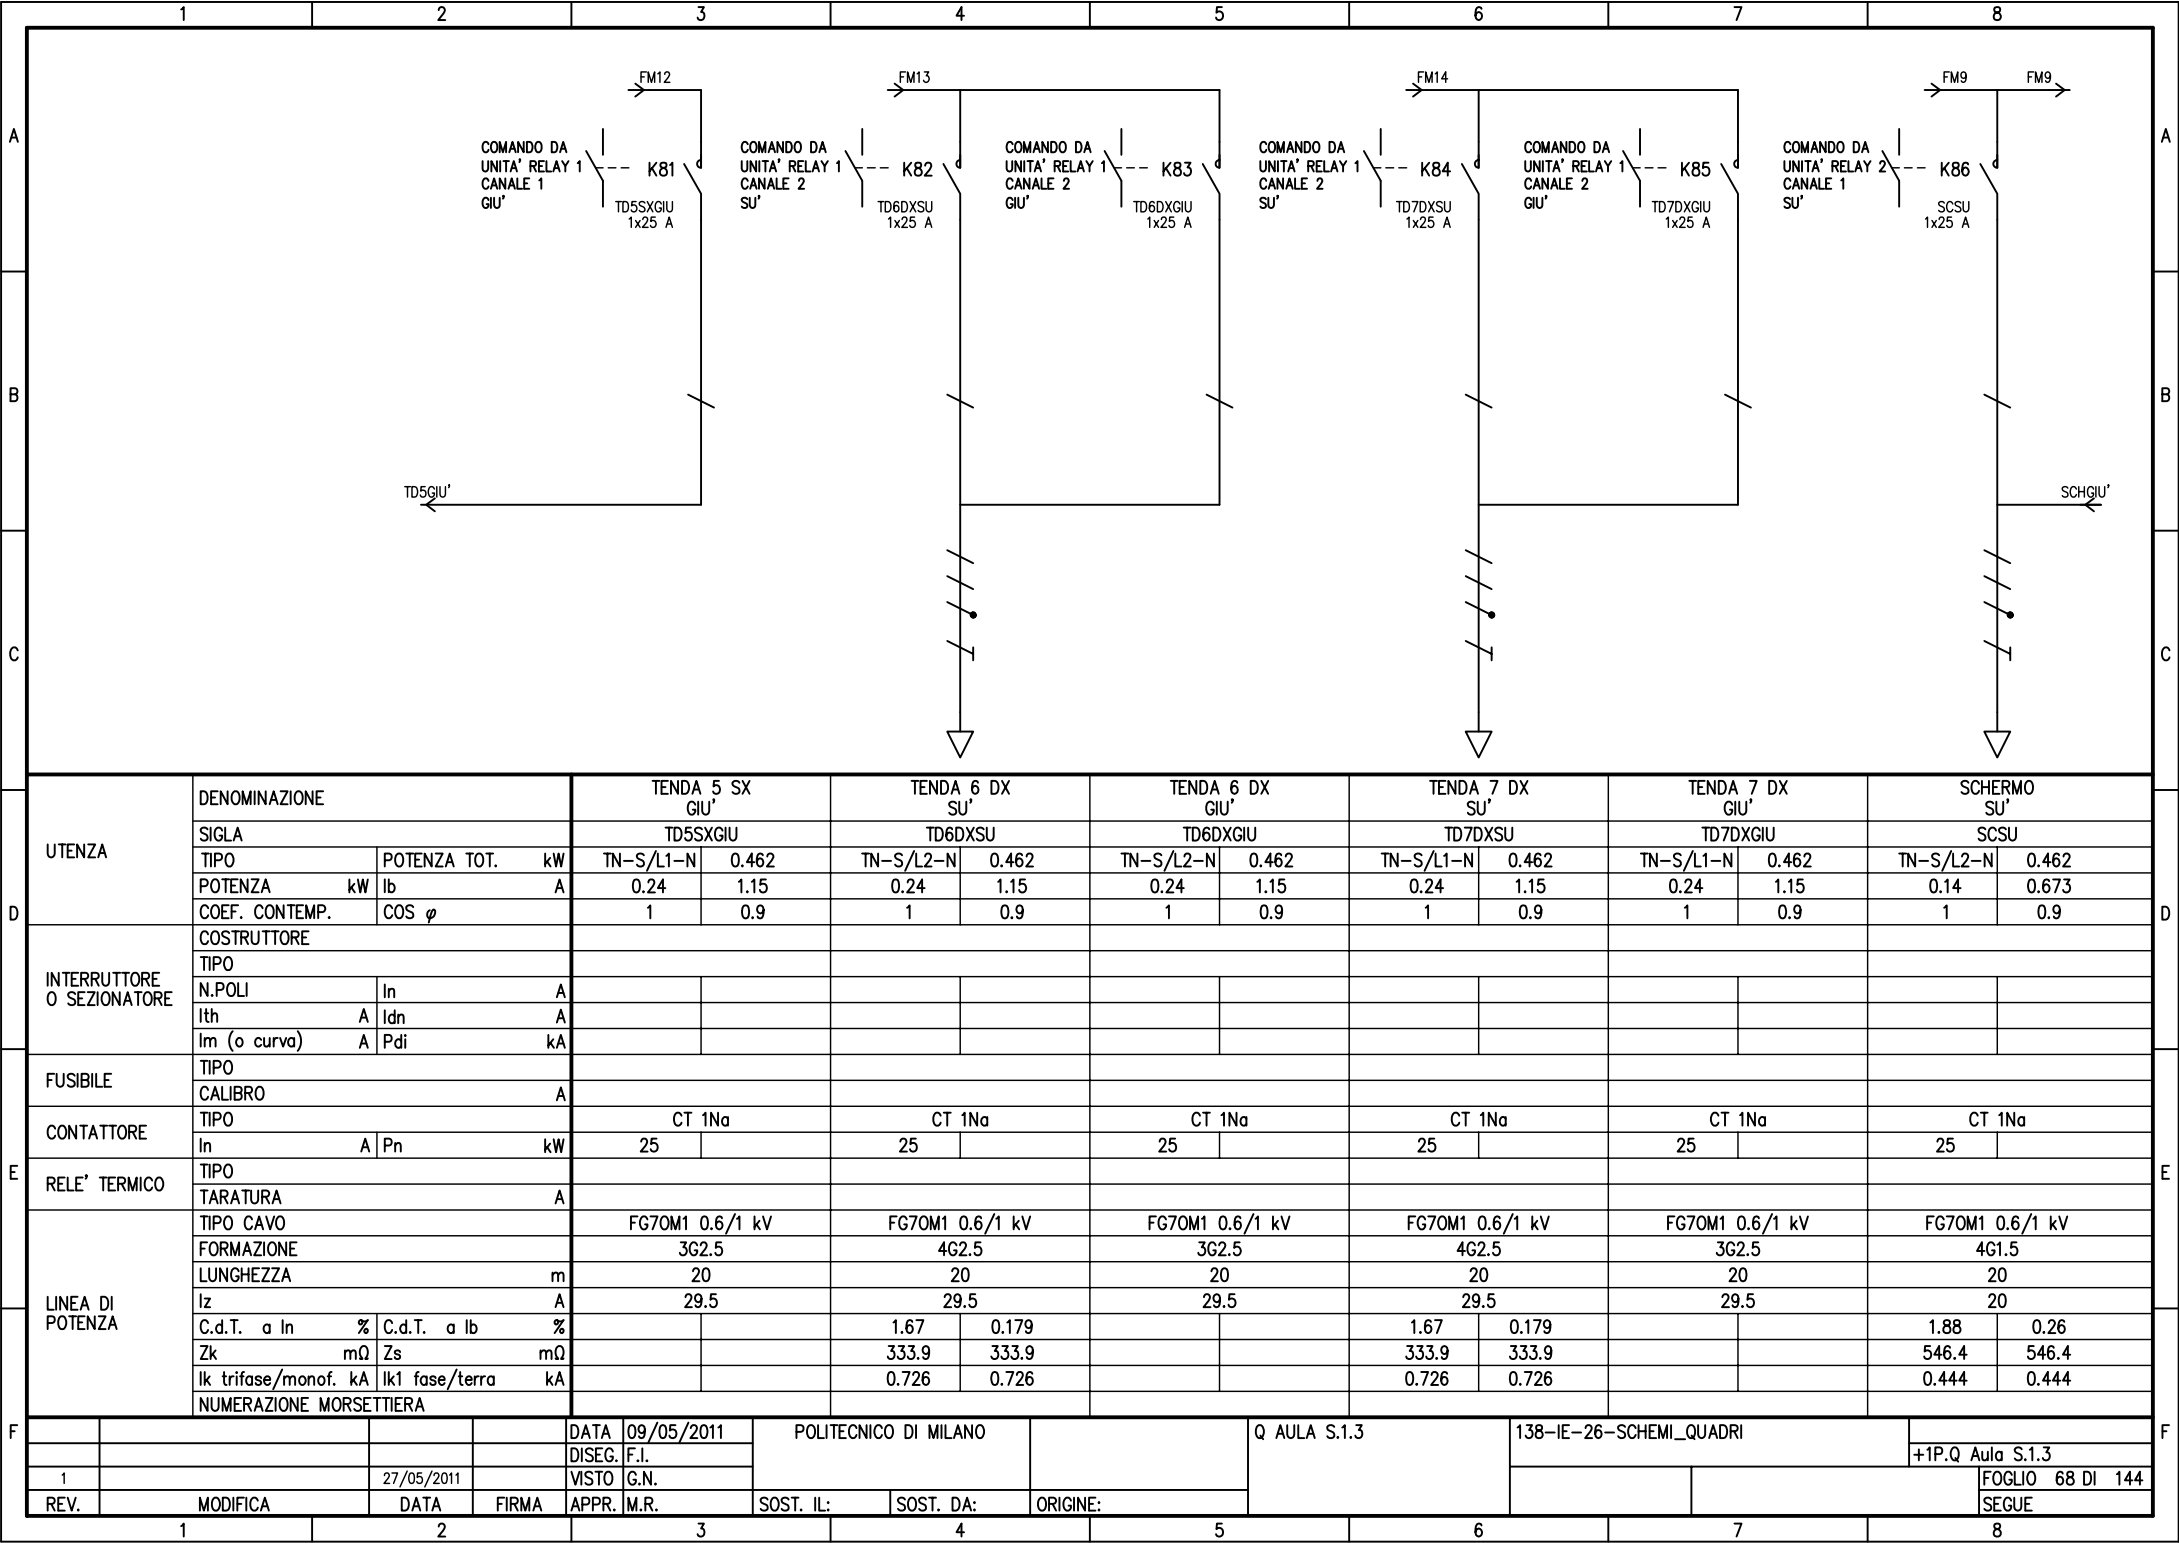 1 2 3 4 5 6 7 8
FM12 FM13 FM14 FM9 FM9
A A
COMANDO DA
UNITA' RELAY 1
CANALE 1
GIU'
K81
TD5SXGIU
1x25 A
COMANDO DA
UNITA' RELAY 1
CANALE 2
SU'
K82
TD6DXSU
1x25 A
COMANDO DA
UNITA' RELAY 1
CANALE 2
GIU'
K83
TD6DXGIU
1x25 A
COMANDO DA
UNITA' RELAY 1
CANALE 2
SU'
K84
TD7DXSU
1x25 A
COMANDO DA
UNITA' RELAY 1
CANALE 2
GIU'
K85
TD7DXGIU
1x25 A
COMANDO DA
UNITA' RELAY 2
CANALE 1
SU'
K86
SCSU
1x25 A
B B
TD5GIU' SCHGIU'
C C
UTENZA
DENOMINAZIONE
TENDA 5 SX
GIU'
TENDA 6 DX
SU'
TENDA 6 DX
GIU'
TENDA 7 DX
SU'
TENDA 7 DX
GIU'
SCHERMO
SU'
SIGLA TD5SXGIU TD6DXSU TD6DXGIU TD7DXSU TD7DXGIU SCSU
TIPO POTENZA TOT. kW TN-S/L1-N 0.462 TN-S/L2-N 0.462 TN-S/L2-N 0.462 TN-S/L1-N 0.462 TN-S/L1-N 0.462 TN-S/L2-N 0.462
POTENZA kW Ib A 0.24 1.15 0.24 1.15 0.24 1.15 0.24 1.15 0.24 1.15 0.14 0.673
COEF. CONTEMP. COS φ 1 0.9 1 0.9 1 0.9 1 0.9 1 0.9 1 0.9
D D
INTERRUTTORE
O SEZIONATORE
COSTRUTTORE
TIPO
N.POLI In A
Ith A Idn A
Im (o curva) A Pdi kA
FUSIBILE
TIPO
CALIBRO A
CONTATTORE
TIPO CT 1Na CT 1Na CT 1Na CT 1Na CT 1Na CT 1Na
In A Pn kW 25 25 25 25 25 25
E E
RELE' TERMICO
TIPO
TARATURA A
LINEA DI
POTENZA
TIPO CAVO FG7OM1 0.6/1 kV FG7OM1 0.6/1 kV FG7OM1 0.6/1 kV FG7OM1 0.6/1 kV FG7OM1 0.6/1 kV FG7OM1 0.6/1 kV
FORMAZIONE 3G2.5 4G2.5 3G2.5 4G2.5 3G2.5 4G1.5
LUNGHEZZA m 20 20 20 20 20 20
Iz A 29.5 29.5 29.5 29.5 29.5 20
C.d.T. a In % C.d.T. a Ib % 1.67 0.179 1.67 0.179 1.88 0.26
Zk mΩ Zs mΩ 333.9 333.9 333.9 333.9 546.4 546.4
Ik trifase/monof. kA Ik1 fase/terra kA 0.726 0.726 0.726 0.726 0.444 0.444
NUMERAZIONE MORSETTIERA
F F
DATA 09/05/2011 POLITECNICO DI MILANO Q AULA S.1.3 138-IE-26-SCHEMI_QUADRI
DISEG. F.I. +1P.Q Aula S.1.3
1 27/05/2011 VISTO G.N. FOGLIO 68 DI 144
REV. MODIFICA DATA FIRMA APPR. M.R. SOST. IL: SOST. DA: ORIGINE: SEGUE
1 2 3 4 5 6 7 8